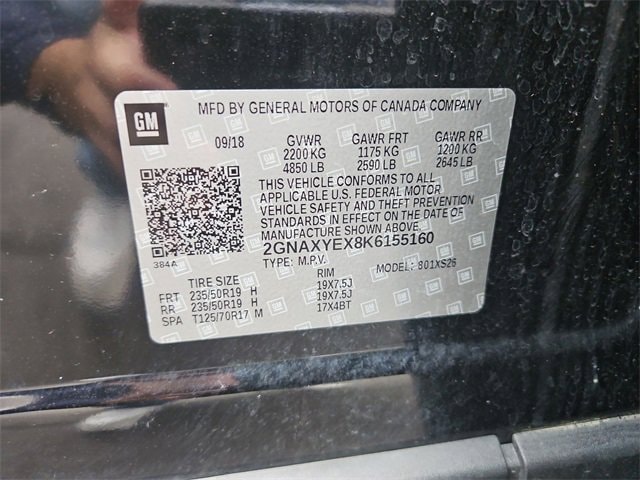 GM
MFD BY GENERAL MOTORS OF CANADA COMPANY
09/18 GVWR GAWR FRT GAWR RR
2200 KG 1175 KG 1200 KG
4850 LB 2590 LB 2645 LB
THIS VEHICLE CONFORMS TO ALL
APPLICABLE U.S. FEDERAL MOTOR
VEHICLE SAFETY AND THEFT PREVENTION
STANDARDS IN EFFECT ON THE DATE OF
MANUFACTURE SHOWN ABOVE.
2GNAXYEX8K6155160
384A TYPE: M.P.V. MODEL: 801XS26
TIRE SIZE RIM
FRT 235/50R19 H 19X7.5J
RR 235/50R19 H 19X7.5J
SPA T125/70R17 M 17X4BT